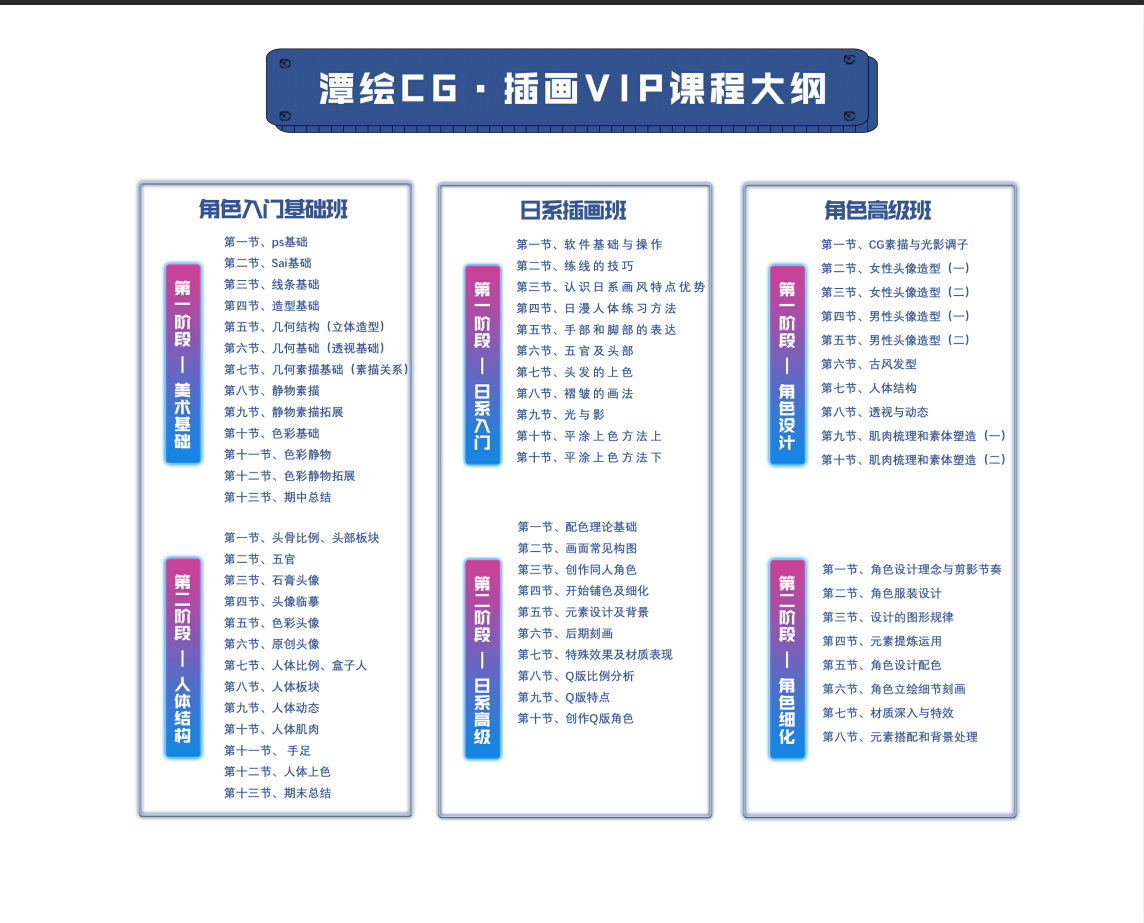 潭绘CG·插画VIP课程大纲
角色入门基础班
第一阶段 — 美术基础
第一节、ps基础
第二节、Sai基础
第三节、线条基础
第四节、造型基础
第五节、几何结构（立体造型）
第六节、几何基础（透视基础）
第七节、几何素描基础（素描关系）
第八节、静物素描
第九节、静物素描拓展
第十节、色彩基础
第十一节、色彩静物
第十二节、色彩静物拓展
第十三节、期中总结
第二阶段 — 人体结构
第一节、头骨比例、头部板块
第二节、五官
第三节、石膏头像
第四节、头像临摹
第五节、色彩头像
第六节、原创头像
第七节、人体比例、盒子人
第八节、人体板块
第九节、人体动态
第十节、人体肌肉
第十一节、 手足
第十二节、人体上色
第十三节、期末总结
日系插画班
第一阶段 — 日系入门
第一节、软件基础与操作
第二节、练线的技巧
第三节、认识日系画风特点优势
第四节、日漫人体练习方法
第五节、手部和脚部的表达
第六节、五官及头部
第七节、头发的上色
第八节、褶皱的画法
第九节、光与影
第十节、平涂上色方法上
第十节、平涂上色方法下
第二阶段 — 日系高级
第一节、配色理论基础
第二节、画面常见构图
第三节、创作同人角色
第四节、开始铺色及细化
第五节、元素设计及背景
第六节、后期刻画
第七节、特殊效果及材质表现
第八节、Q版比例分析
第九节、Q版特点
第十节、创作Q版角色
角色高级班
第一阶段 — 角色设计
第一节、CG素描与光影调子
第二节、女性头像造型（一）
第三节、女性头像造型（二）
第四节、男性头像造型（一）
第五节、男性头像造型（二）
第六节、古风发型
第七节、人体结构
第八节、透视与动态
第九节、肌肉梳理和素体塑造（一）
第十节、肌肉梳理和素体塑造（二）
第二阶段 — 角色细化
第一节、角色设计理念与剪影节奏
第二节、角色服装设计
第三节、设计的图形规律
第四节、元素提炼运用
第五节、角色设计配色
第六节、角色立绘细节刻画
第七节、材质深入与特效
第八节、元素搭配和背景处理